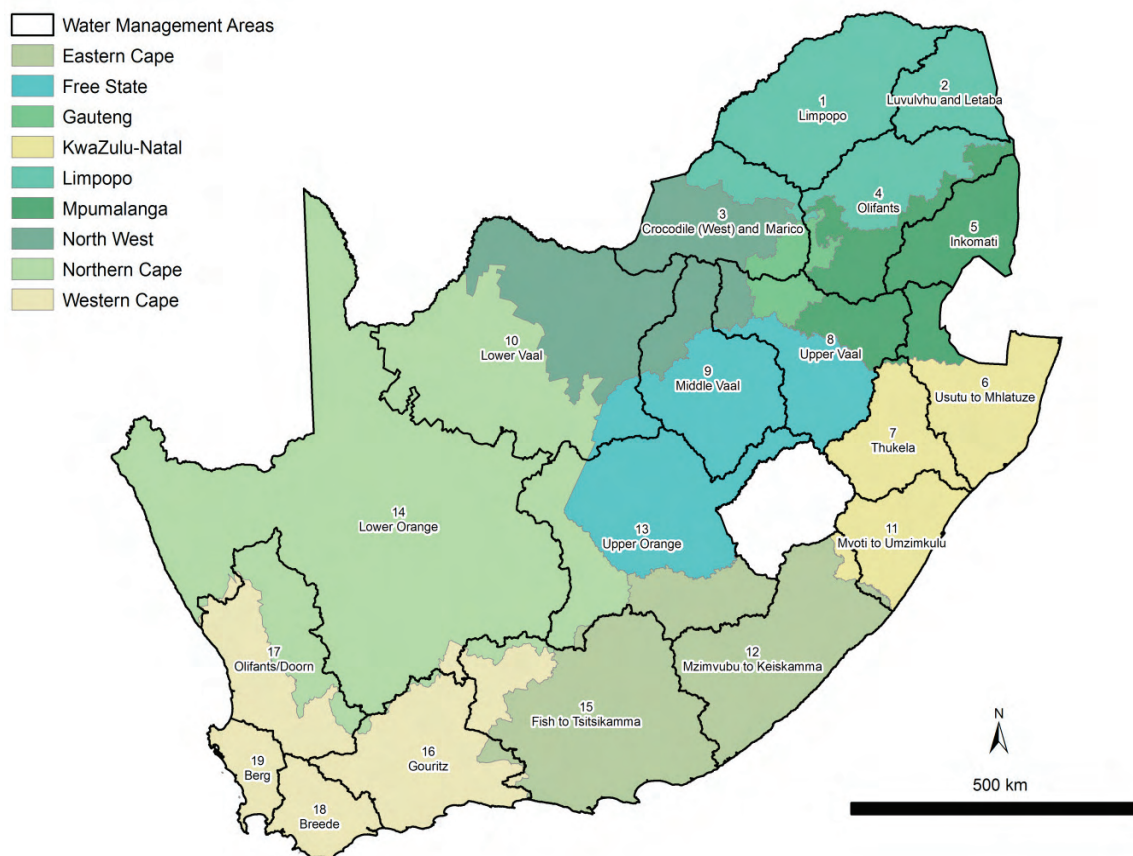 Water Management Areas
Eastern Cape
Free State
Gauteng
KwaZulu-Natal
Limpopo
Mpumalanga
North West
Northern Cape
Western Cape
1
Limpopo
2
Luvulvhu and Letaba
3
Crocodile (West) and Marico
4
Olifants
5
Inkomati
6
Usutu to Mhlatuze
7
Thukela
8
Upper Vaal
9
Middle Vaal
10
Lower Vaal
11
Mvoti to Umzimkulu
12
Mzimvubu to Keiskamma
13
Upper Orange
14
Lower Orange
15
Fish to Tsitsikamma
16
Gouritz
17
Olifants/Doorn
18
Breede
19
Berg
N
500 km